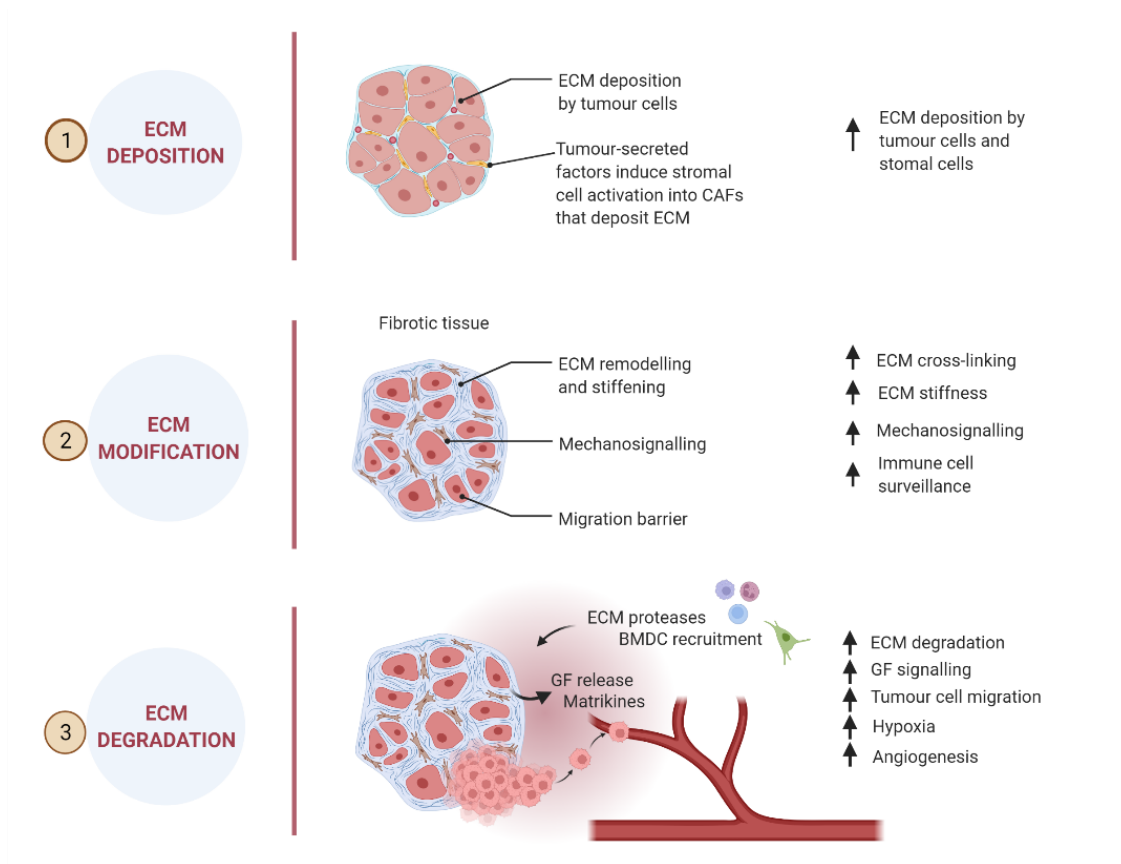 1
ECM
DEPOSITION
ECM deposition
by tumour cells
Tumour-secreted
factors induce stromal
cell activation into CAFs
that deposit ECM
ECM deposition by
tumour cells and
stomal cells
2
ECM
MODIFICATION
Fibrotic tissue
ECM remodelling
and stiffening
Mechanosignalling
Migration barrier
ECM cross-linking
ECM stiffness
Mechanosignalling
Immune cell
surveillance
3
ECM
DEGRADATION
ECM proteases
BMDC recruitment
GF release
Matrikines
ECM degradation
GF signalling
Tumour cell migration
Hypoxia
Angiogenesis